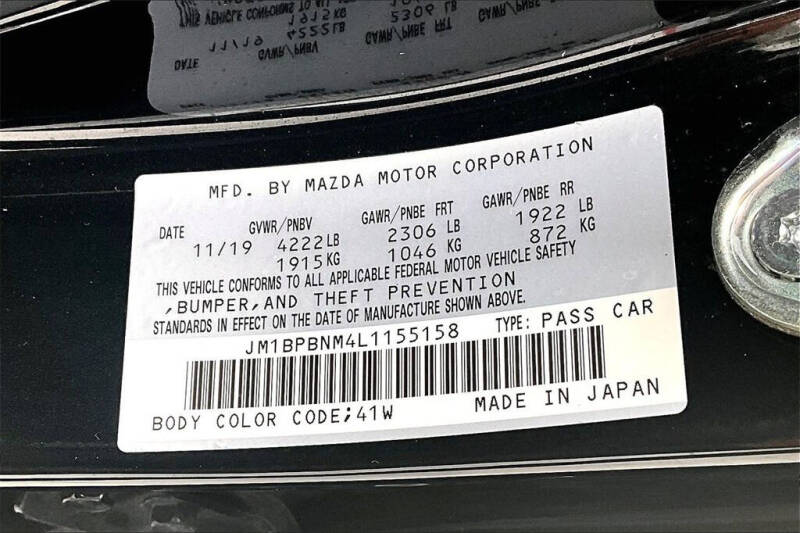 MFD. BY MAZDA MOTOR CORPORATION
DATE GVWR/PNBV GAWR/PNBE FRT GAWR/PNBE RR
11/19 4222LB 2306 LB 1922 LB
1915KG 1046 KG 872 KG
THIS VEHICLE CONFORMS TO ALL APPLICABLE FEDERAL MOTOR VEHICLE SAFETY
,BUMPER,AND THEFT PREVENTION
STANDARDS IN EFFECT ON THE DATE OF MANUFACTURE SHOWN ABOVE.
JM1BPBNM4L1155158 TYPE: PASS CAR
BODY COLOR CODE;41W MADE IN JAPAN